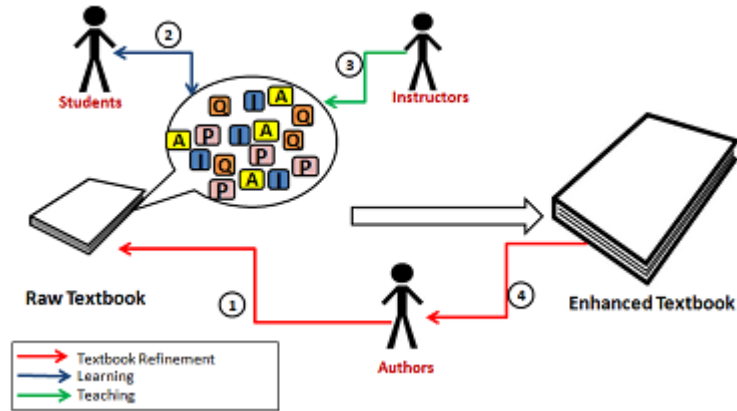 2
3
Students
Instructors
Q I A
Q
A P I A Q
I Q P P
P A I
Raw Textbook
1
4
Enhanced Textbook
Authors
Textbook Refinement
Learning
Teaching